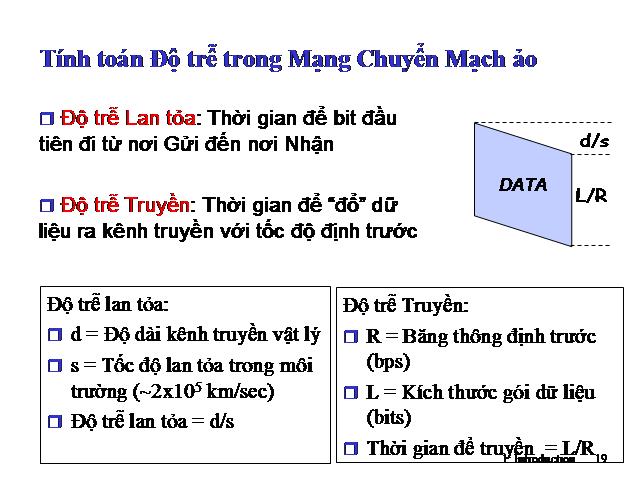 Tính toán Độ trễ trong Mạng Chuyển Mạch ảo
Độ trễ Lan tỏa: Thời gian để bit đầu
tiên đi từ nơi Gửi đến nơi Nhận
d/s
DATA
L/R
Độ trễ Truyền: Thời gian để “đổ” dữ
liệu ra kênh truyền với tốc độ định trước
Độ trễ lan tỏa:
d = Độ dài kênh truyền vật lý
s = Tốc độ lan tỏa trong môi
trường (~2x10⁵ km/sec)
Độ trễ lan tỏa = d/s
Độ trễ Truyền:
R = Băng thông định trước
(bps)
L = Kích thước gói dữ liệu
(bits)
Thời gian để truyền = L/R
1: Introduction 19